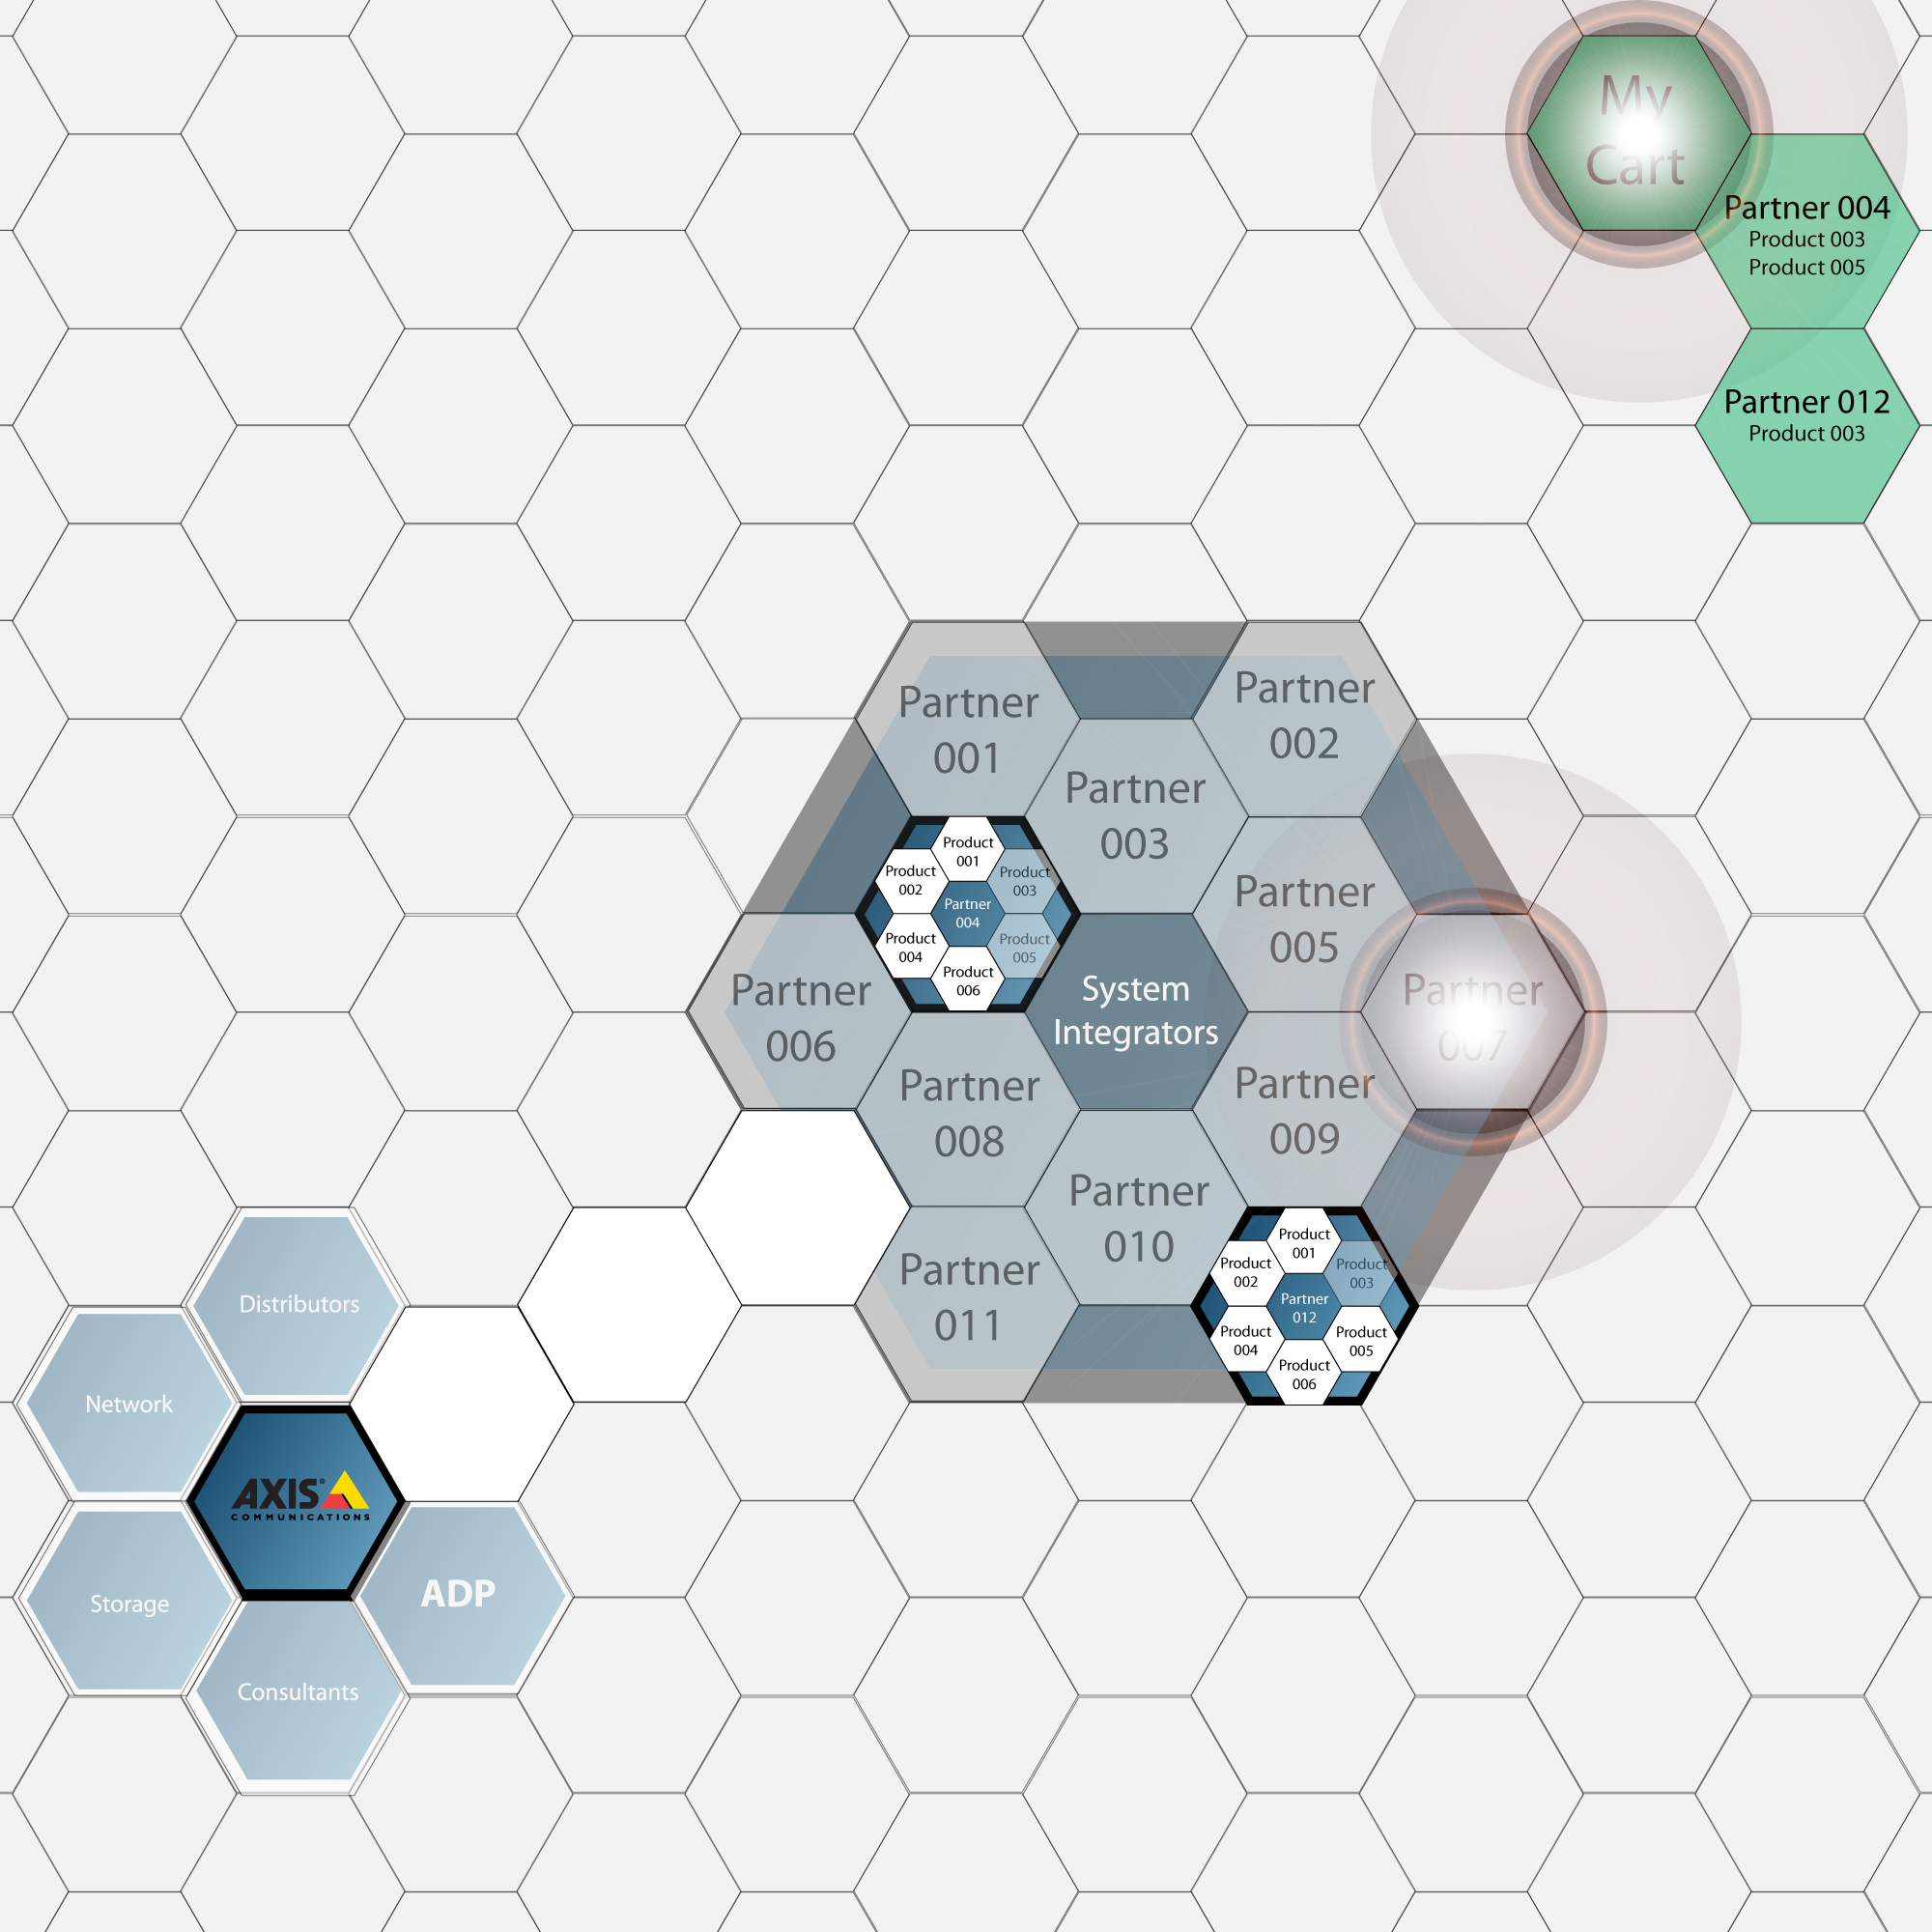 My
Cart
Partner 004
Product 003
Product 005
Partner 012
Product 003
Partner
001
Partner
002
Partner
003
Product
001
Product
002
Product
003
Partner
004
Product
004
Product
005
Product
006
Partner
005
Partner
006
System
Integrators
Partner
007
Partner
008
Partner
009
Partner
010
Partner
011
Product
001
Product
002
Product
003
Partner
012
Product
004
Product
005
Product
006
Distributors
Network
AXIS
COMMUNICATIONS
Storage
ADP
Consultants